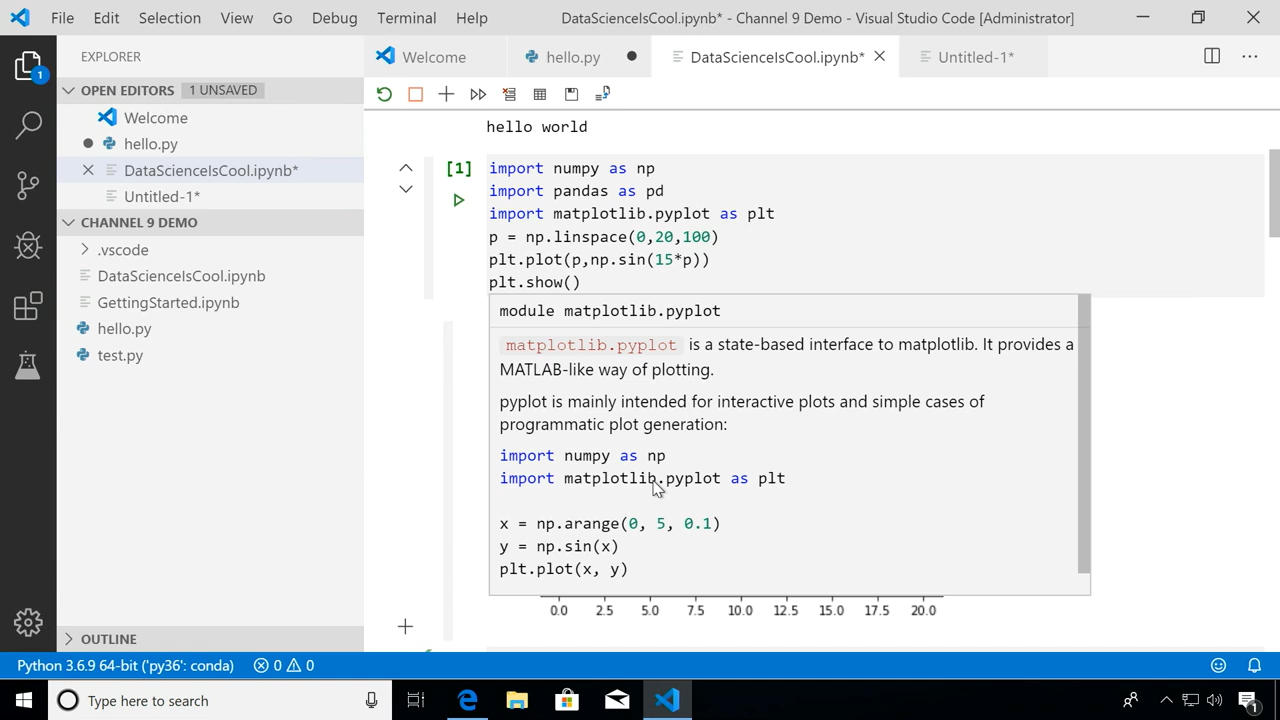 File Edit Selection View Go Debug Terminal Help DataScienceIsCool.ipynb* - Channel 9 Demo - Visual Studio Code [Administrator]
EXPLORER
OPEN EDITORS 1 UNSAVED
Welcome
hello.py
DataScienceIsCool.ipynb*
Untitled-1*
CHANNEL 9 DEMO
.vscode
DataScienceIsCool.ipynb
GettingStarted.ipynb
hello.py
test.py
OUTLINE
1
Welcome hello.py DataScienceIsCool.ipynb* Untitled-1*
hello world
[1] import numpy as np
import pandas as pd
import matplotlib.pyplot as plt
p = np.linspace(0,20,100)
plt.plot(p,np.sin(15*p))
plt.show()
module matplotlib.pyplot
matplotlib.pyplot is a state-based interface to matplotlib. It provides a
MATLAB-like way of plotting.
pyplot is mainly intended for interactive plots and simple cases of
programmatic plot generation:
import numpy as np
import matplotlib.pyplot as plt
x = np.arange(0, 5, 0.1)
y = np.sin(x)
plt.plot(x, y)
0.0 2.5 5.0 7.5 10.0 12.5 15.0 17.5 20.0
Python 3.6.9 64-bit ('py36': conda) 0 0
Type here to search
1